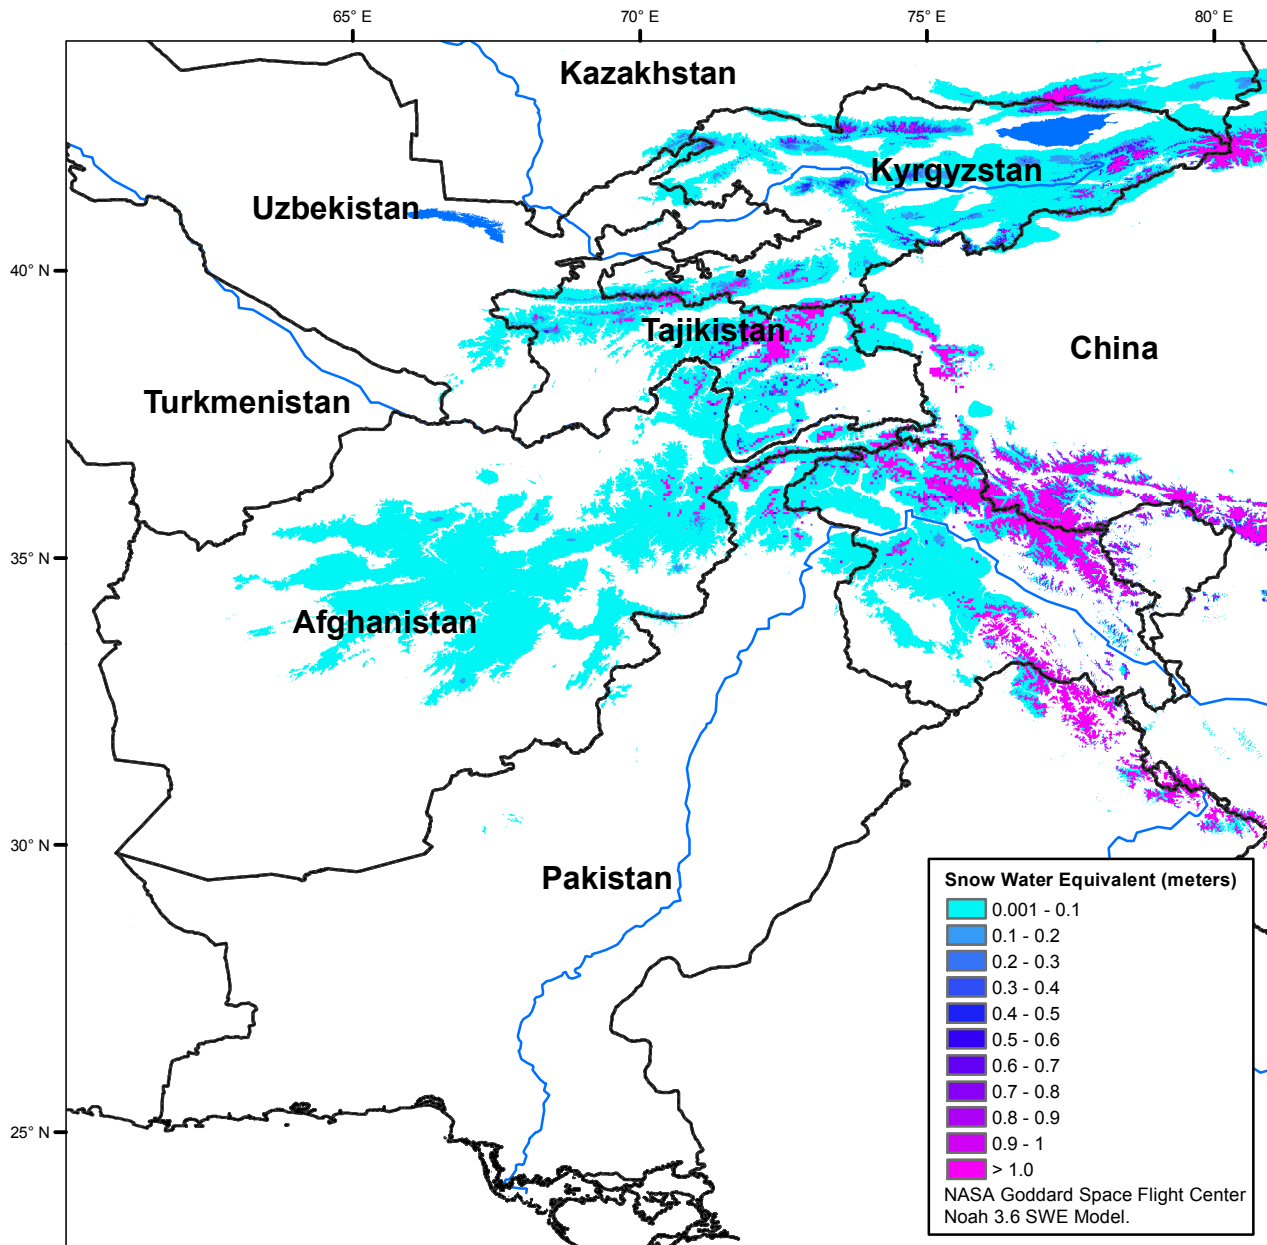 65° E
70° E
75° E
80° E
Kazakhstan
Kyrgyzstan
Uzbekistan
40° N
Tajikistan
China
Turkmenistan
35° N
Afghanistan
30° N
Pakistan
25° N
Snow Water Equivalent (meters)
0.001 - 0.1
0.1 - 0.2
0.2 - 0.3
0.3 - 0.4
0.4 - 0.5
0.5 - 0.6
0.6 - 0.7
0.7 - 0.8
0.8 - 0.9
0.9 - 1
> 1.0
NASA Goddard Space Flight Center
Noah 3.6 SWE Model.